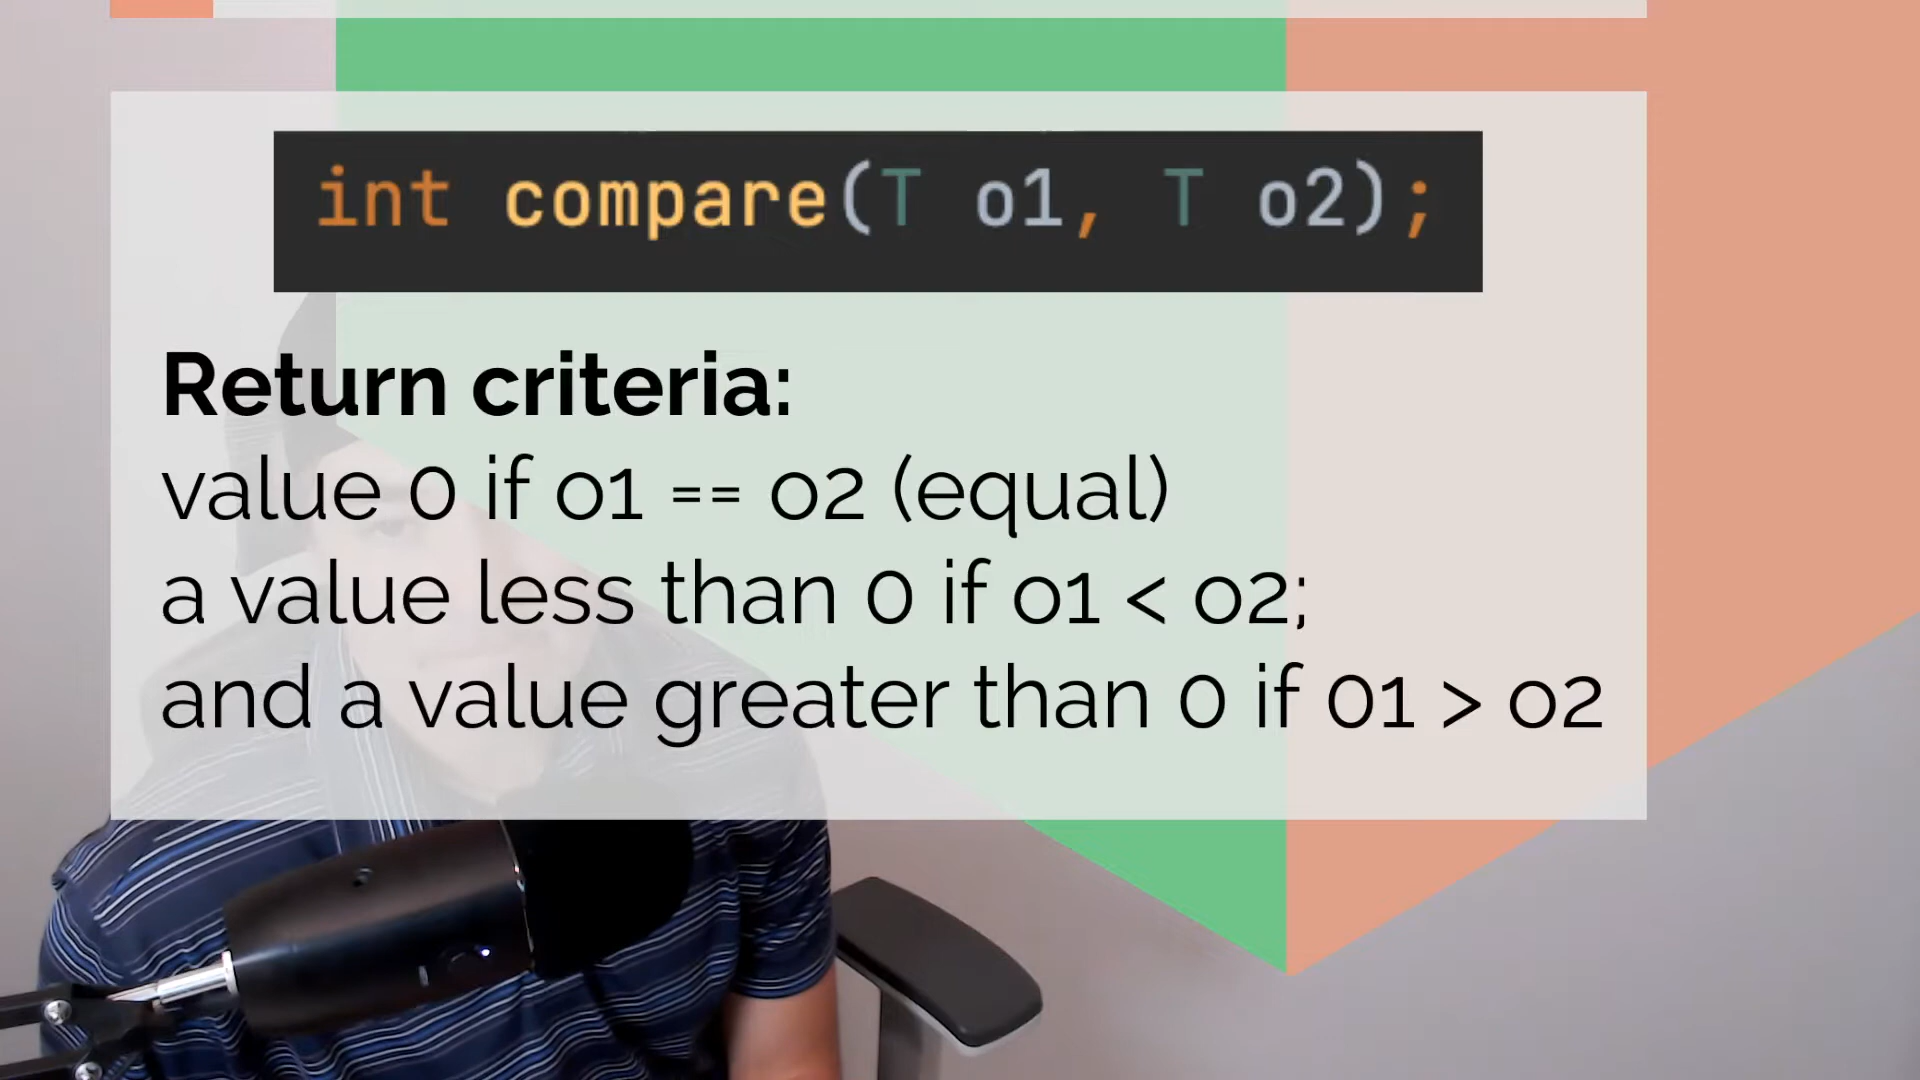 int compare(T o1, T o2);
Return criteria:
value 0 if o1 == o2 (equal)
a value less than 0 if o1 < o2;
and a value greater than 0 if 01 > o2